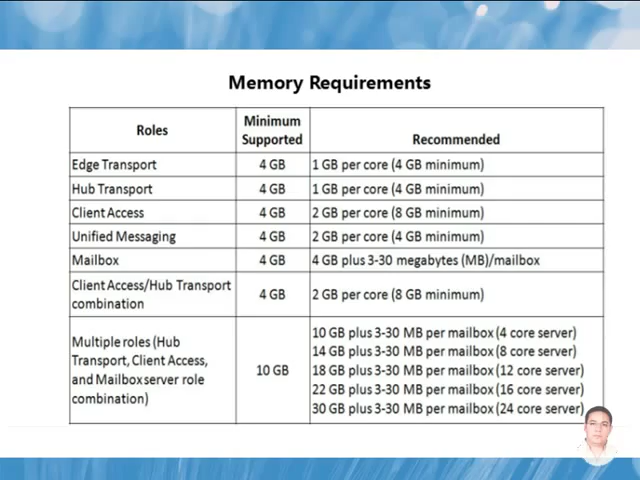 Memory Requirements
Roles
Minimum
Supported
Recommended
Edge Transport
4 GB
1 GB per core (4 GB minimum)
Hub Transport
4 GB
1 GB per core (4 GB minimum)
Client Access
4 GB
2 GB per core (8 GB minimum)
Unified Messaging
4 GB
2 GB per core (4 GB minimum)
Mailbox
4 GB
4 GB plus 3-30 megabytes (MB)/mailbox
Client Access/Hub Transport
combination
4 GB
2 GB per core (8 GB minimum)
Multiple roles (Hub
Transport, Client Access,
and Mailbox server role
combination)
10 GB
10 GB plus 3-30 MB per mailbox (4 core server)
14 GB plus 3-30 MB per mailbox (8 core server)
18 GB plus 3-30 MB per mailbox (12 core server)
22 GB plus 3-30 MB per mailbox (16 core server)
30 GB plus 3-30 MB per mailbox (24 core server)